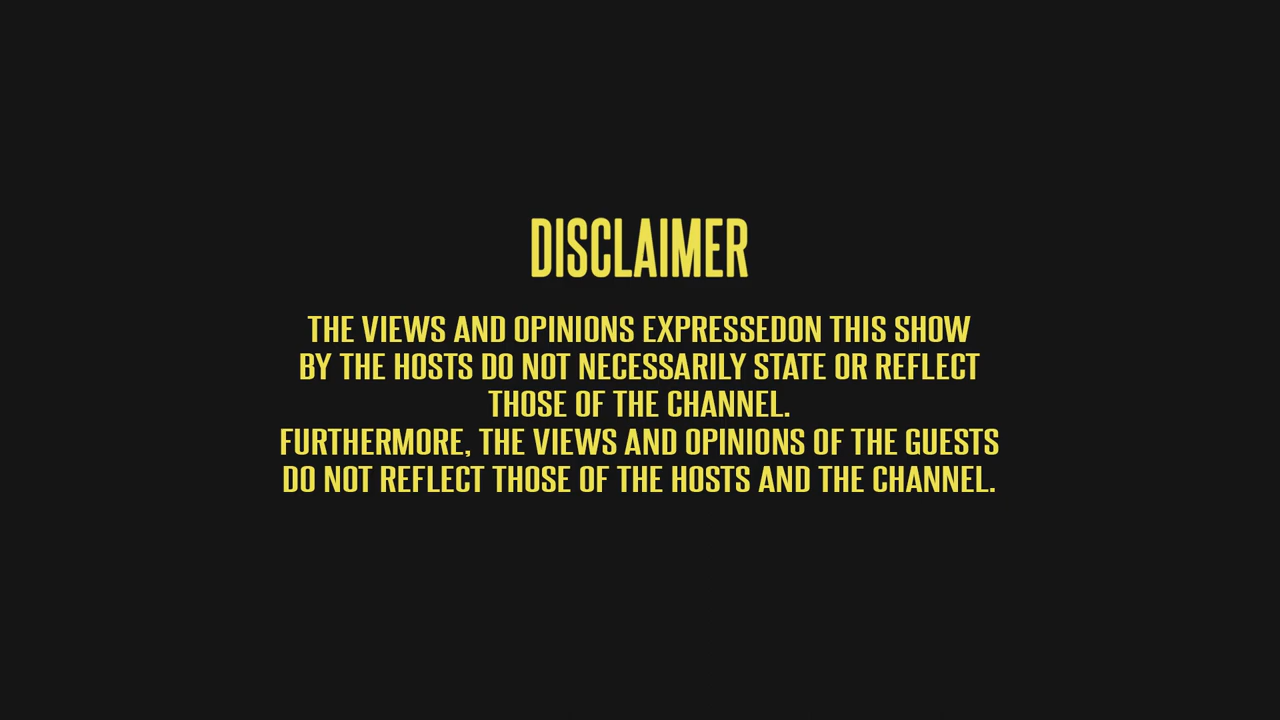 DISCLAIMER
THE VIEWS AND OPINIONS EXPRESSEDON THIS SHOW
BY THE HOSTS DO NOT NECESSARILY STATE OR REFLECT
THOSE OF THE CHANNEL.
FURTHERMORE, THE VIEWS AND OPINIONS OF THE GUESTS
DO NOT REFLECT THOSE OF THE HOSTS AND THE CHANNEL.